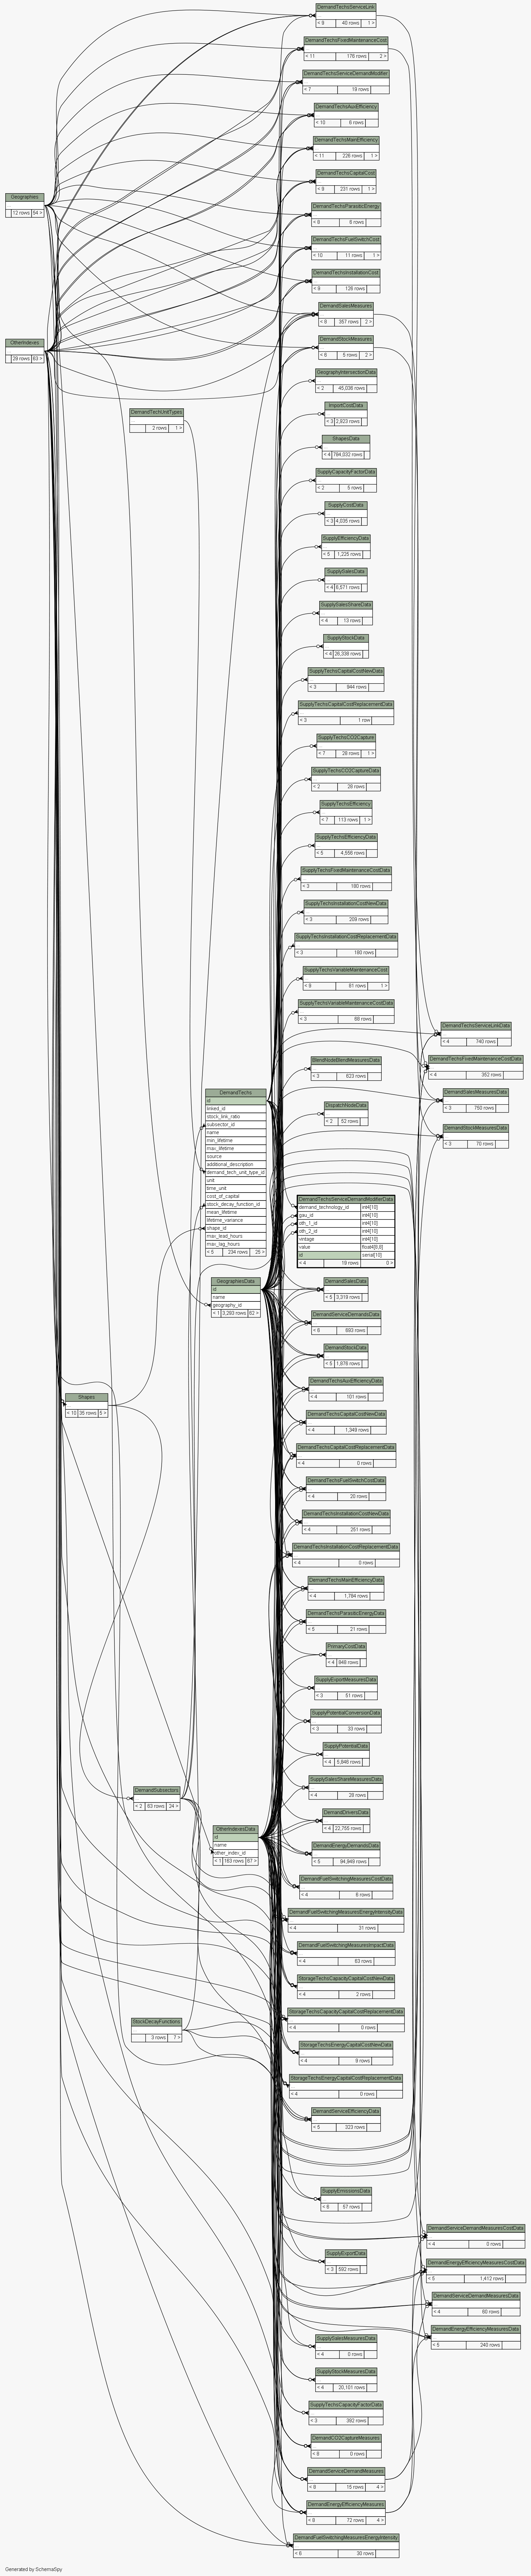 DemandTechsServiceLink
< 8 40 rows 1 >
DemandTechsFixedMaintenanceCost
< 11 176 rows 2 >
DemandTechsServiceDemandModifier
< 7 19 rows
DemandTechsAuxEfficiency
< 10 6 rows
DemandTechsMainEfficiency
< 11 226 rows 1 >
DemandTechsCapitalCost
< 8 231 rows 1 >
Geographies
12 rows 54 >
DemandTechsParasiticEnergy
< 8 8 rows
DemandTechsFuelSwitchCost
< 10 11 rows 1 >
DemandTechsInstallationCost
< 9 126 rows
DemandSalesMeasures
< 8 357 rows 2 >
OtherIndexes
29 rows 63 >
DemandStockMeasures
< 8 5 rows 2 >
GeographyIntersectionData
< 2 45,036 rows
DemandTechUnitTypes
2 rows 1 >
ImportCostData
< 3 2,823 rows
ShapesData
< 4 784,032 rows
SupplyCapacityFactorData
< 2 5 rows
SupplyCostData
< 3 4,035 rows
SupplyEfficiencyData
< 5 1,225 rows
SupplySalesData
< 4 6,571 rows
SupplySalesShareData
< 4 13 rows
SupplyStockData
< 4 28,338 rows
SupplyTechsCapitalCostNewData
< 3 944 rows
SupplyTechsCapitalCostReplacementData
< 3 1 row
SupplyTechsCO2Capture
< 7 26 rows 1 >
SupplyTechsCO2CaptureData
< 2 28 rows
SupplyTechsEfficiency
< 7 113 rows 1 >
SupplyTechsEfficiencyData
< 5 4,556 rows
SupplyTechsFixedMaintenanceCostData
< 3 180 rows
SupplyTechsInstallationCostNewData
< 3 209 rows
SupplyTechsInstallationCostReplacementData
< 3 180 rows
SupplyTechsVariableMaintenanceCost
< 9 81 rows 1 >
SupplyTechsVariableMaintenanceCostData
< 3 88 rows
DemandTechsServiceLinkData
< 4 740 rows
BlendNodeBlendMeasuresData
< 3 623 rows
DemandTechsFixedMaintenanceCostData
< 4 352 rows
DemandSalesMeasuresData
< 3 750 rows
DispatchNodeData
< 2 52 rows
DemandStockMeasuresData
< 3 70 rows
DemandTechs
id
linked_id
stock_link_ratio
subsector_id
name
min_lifetime
max_lifetime
source
additional_description
demand_tech_unit_type_id
unit
time_unit
cost_of_capital
stock_decay_function_id
mean_lifetime
lifetime_variance
shape_id
max_lead_hours
max_lag_hours
< 5 234 rows 25 >
DemandTechsServiceDemandModifierData
demand_technology_id int4[10]
gau_id int4[10]
oth_1_id int4[10]
oth_2_id int4[10]
vintage int4[10]
value float4[8,8]
id serial[10]
< 4 19 rows 0 >
GeographiesData
id
name
geography_id
< 1 3,293 rows 62 >
DemandSalesData
< 5 3,319 rows
DemandServiceDemandsData
< 6 693 rows
DemandStockData
< 5 1,878 rows
DemandTechsAuxEfficiencyData
< 4 101 rows
Shapes
< 10 35 rows 5 >
DemandTechsCapitalCostNewData
< 4 1,349 rows
DemandTechsCapitalCostReplacementData
< 4 0 rows
DemandTechsFuelSwitchCostData
< 4 20 rows
DemandTechsInstallationCostNewData
< 4 251 rows
DemandTechsInstallationCostReplacementData
< 4 0 rows
DemandTechsMainEfficiencyData
< 4 1,784 rows
DemandTechsParasiticEnergyData
< 5 21 rows
PrimaryCostData
< 4 948 rows
SupplyExportMeasuresData
< 3 51 rows
SupplyPotentialConversionData
< 3 33 rows
SupplyPotentialData
< 4 5,846 rows
DemandSubsectors
< 2 63 rows 24 >
SupplySalesShareMeasuresData
< 4 28 rows
DemandDriversData
< 4 22,755 rows
OtherIndexesData
id
name
other_index_id
< 1 163 rows 67 >
DemandEnergyDemandsData
< 5 94,949 rows
DemandFuelSwitchingMeasuresCostData
< 4 6 rows
DemandFuelSwitchingMeasuresEnergyIntensityData
< 4 31 rows
DemandFuelSwitchingMeasuresImpactData
< 4 63 rows
StorageTechsCapacityCapitalCostNewData
< 4 2 rows
StockDecayFunctions
3 rows 7 >
StorageTechsCapacityCapitalCostReplacementData
< 4 0 rows
StorageTechsEnergyCapitalCostNewData
< 4 9 rows
StorageTechsEnergyCapitalCostReplacementData
< 4 0 rows
DemandServiceEfficiencyData
< 5 323 rows
SupplyEmissionsData
< 6 57 rows
DemandServiceDemandMeasuresCostData
< 4 0 rows
SupplyExportData
< 3 592 rows
DemandEnergyEfficiencyMeasuresCostData
< 5 1,412 rows
DemandServiceDemandMeasuresData
< 4 60 rows
DemandEnergyEfficiencyMeasuresData
< 5 240 rows
SupplySalesMeasuresData
< 4 0 rows
SupplyStockMeasuresData
< 4 20,101 rows
SupplyTechsCapacityFactorData
< 3 392 rows
DemandCO2CaptureMeasures
< 8 0 rows
DemandServiceDemandMeasures
< 8 15 rows 4 >
DemandEnergyEfficiencyMeasures
< 8 72 rows 4 >
DemandFuelSwitchingMeasuresEnergyIntensity
< 6 30 rows
Generated by SchemaSpy